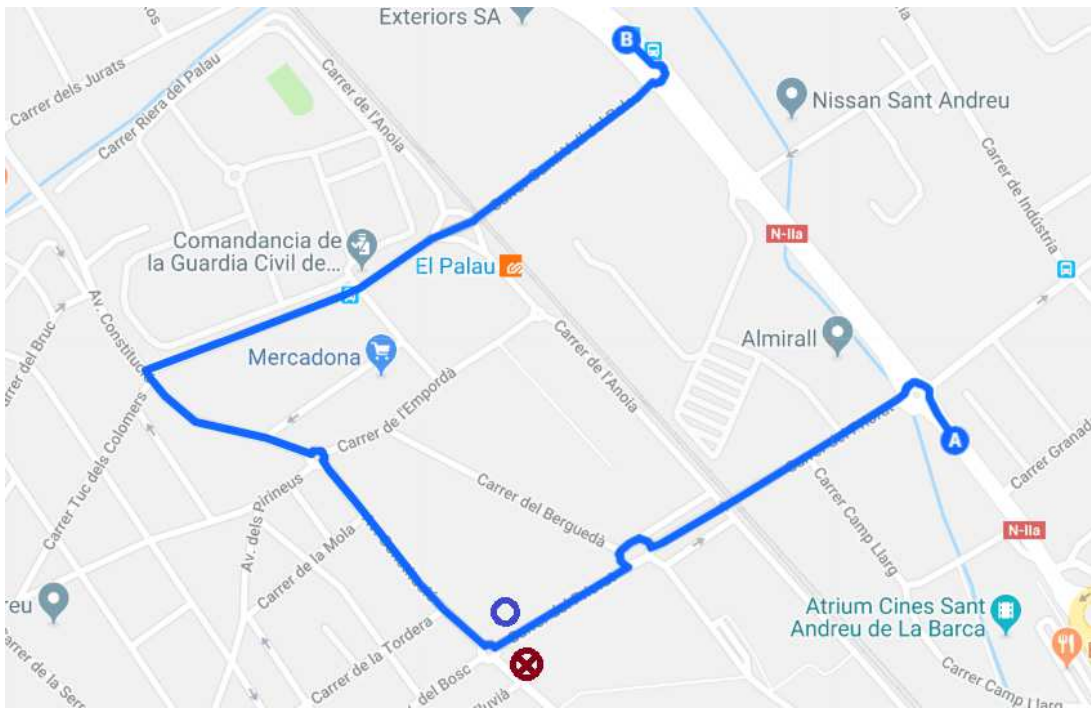 Exteriors SA
B
Carrer dels Jurats
Carrer Riera del Palau
Carrer de l'Anoia
Nissan Sant Andreu
Carrer de Indústria
N-IIa
Comandancia de
la Guardia Civil de...
El Palau
Av. Constitució
Carrer del Bruc
Mercadona
Carrer de l'Anoia
Almirall
Carrer de l'Empordà
Carrer Tuc dels Colomers
A
Carrer Granad
Carrer del Berguedà
Av. dels Pirineus
Carrer Camp Llarg
N-IIa
Carrer de la Mola
Av. Constitució
reu
Atrium Cines Sant
Andreu de La Barca
Carrer de la Tordera
del Bosc
Carrer de la Serre
Carrer Camp Llarg